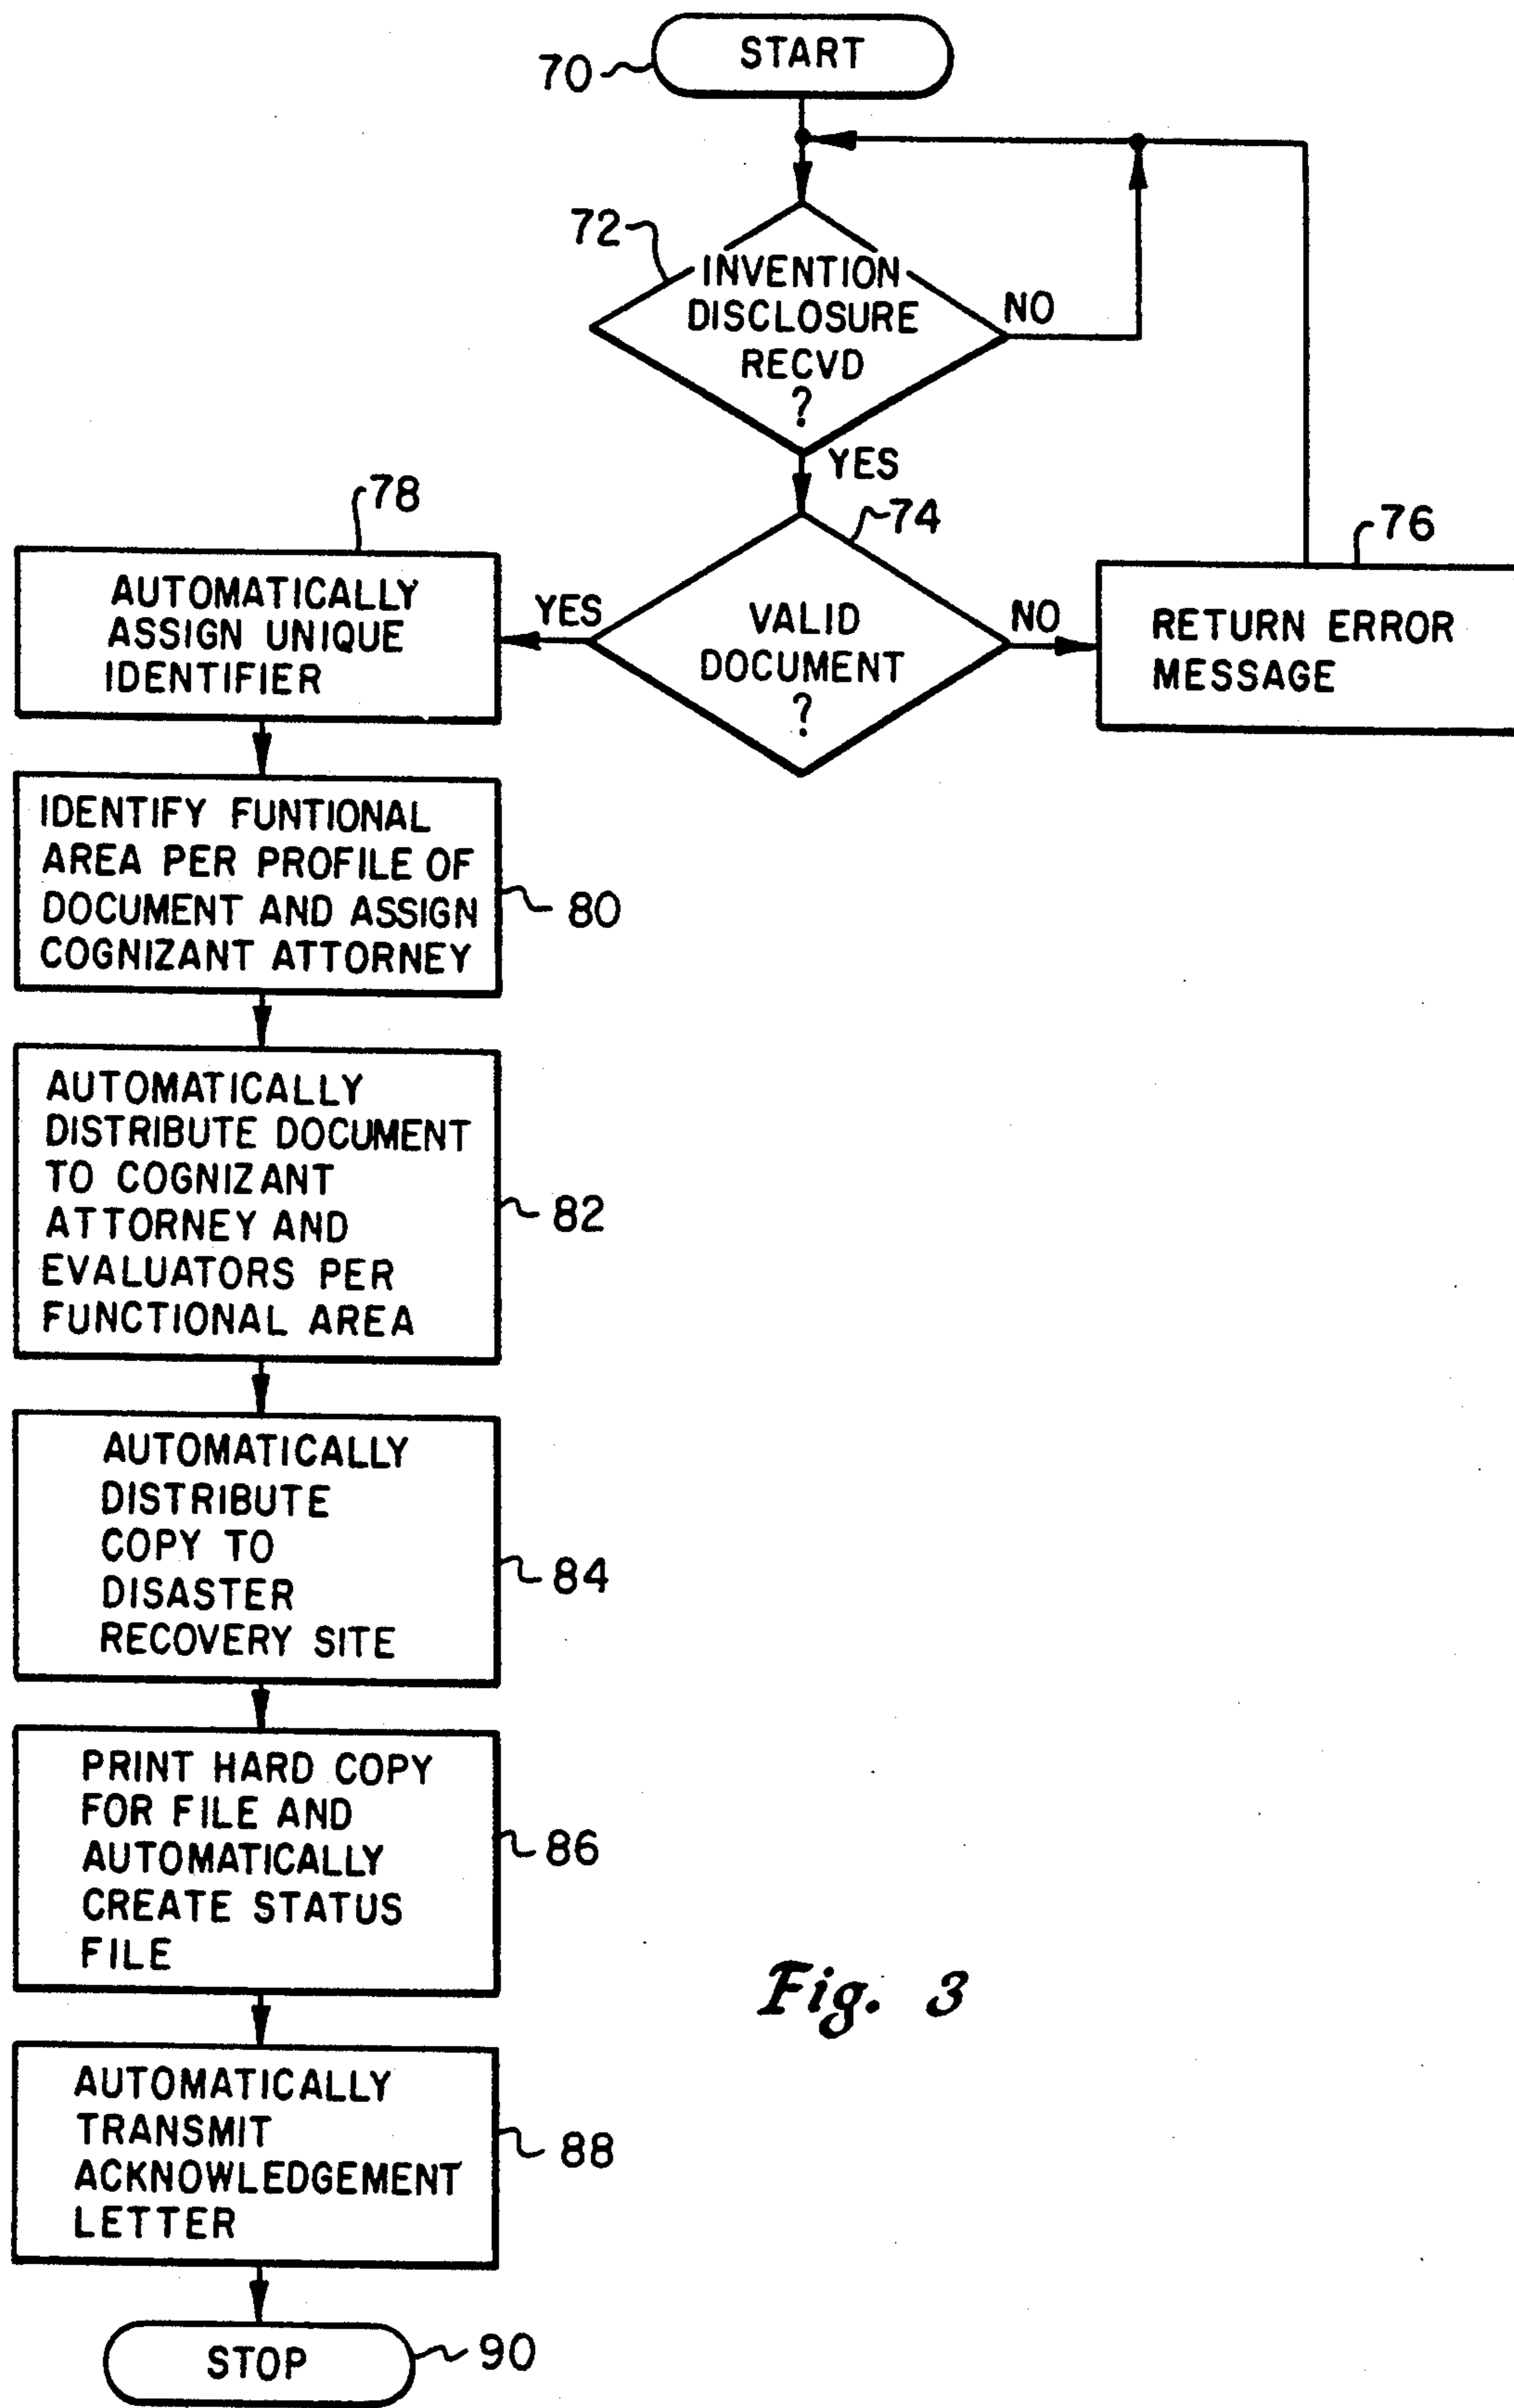 START
70
72
INVENTION
DISCLOSURE
RECVD
?
NO
YES
74
VALID
DOCUMENT
?
NO
76
RETURN ERROR
MESSAGE
YES
78
AUTOMATICALLY
ASSIGN UNIQUE
IDENTIFIER
IDENTIFY FUNTIONAL
AREA PER PROFILE OF
DOCUMENT AND ASSIGN
COGNIZANT ATTORNEY
80
AUTOMATICALLY
DISTRIBUTE DOCUMENT
TO COGNIZANT
ATTORNEY AND
EVALUATORS PER
FUNCTIONAL AREA
82
AUTOMATICALLY
DISTRIBUTE
COPY TO
DISASTER
RECOVERY SITE
84
PRINT HARD COPY
FOR FILE AND
AUTOMATICALLY
CREATE STATUS
FILE
86
AUTOMATICALLY
TRANSMIT
ACKNOWLEDGEMENT
LETTER
88
STOP
90
Fig. 3